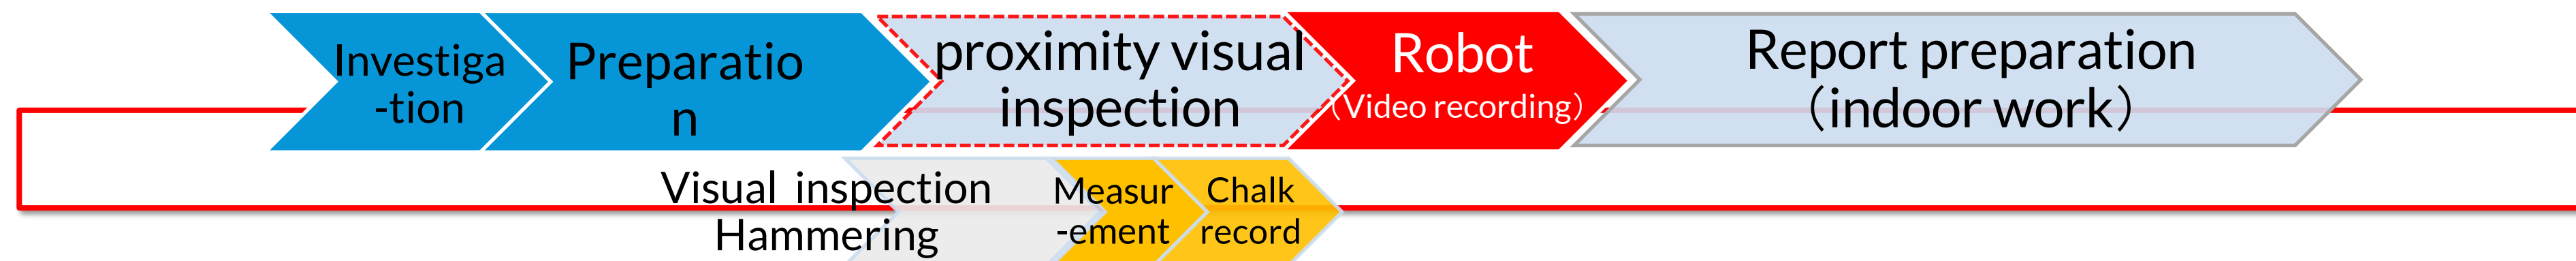 Investiga
-tion
Preparatio
n
proximity visual
inspection
Robot
（Video recording）
Report preparation
（indoor work）
Visual inspection
Hammering
Measur
-ement
Chalk
record